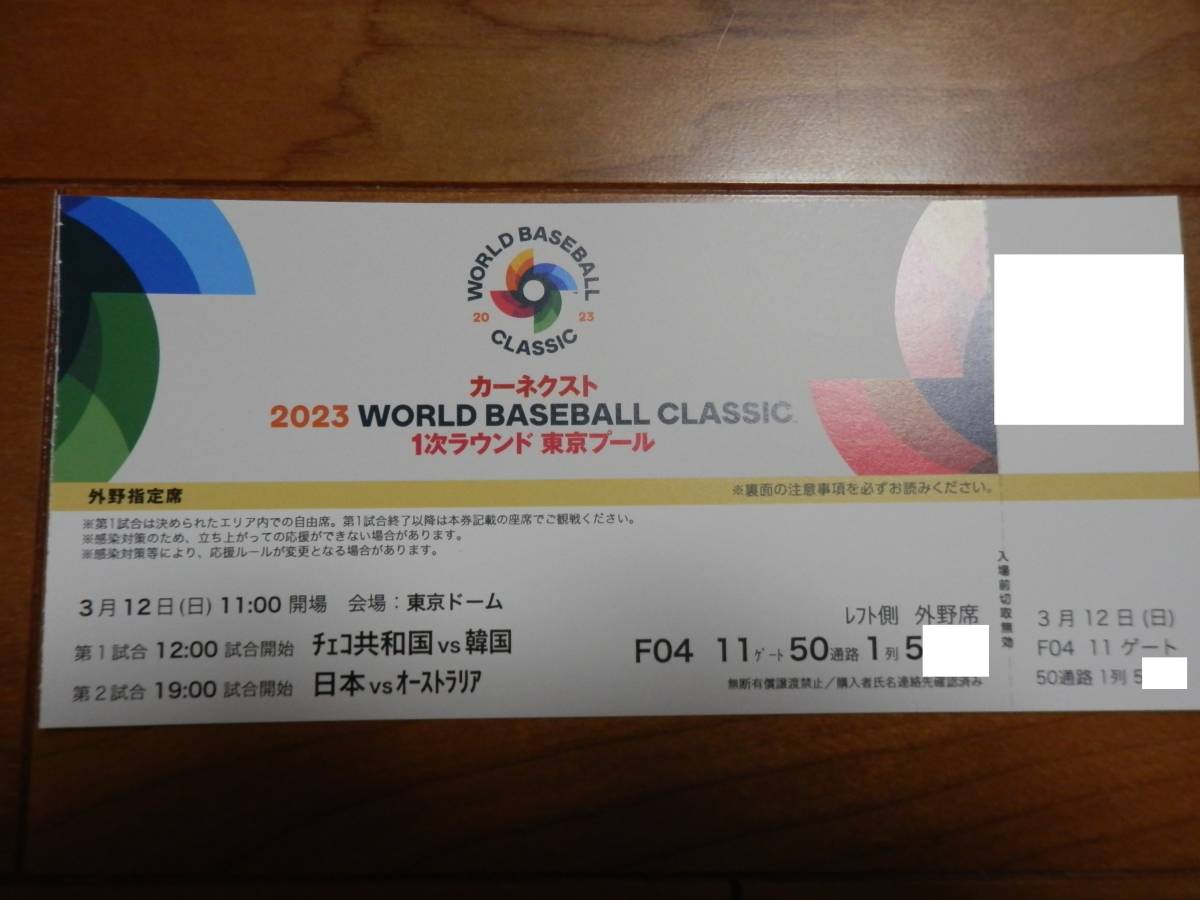 WORLD BASEBALL
20 23
CLASSIC
カーネクスト
2023 WORLD BASEBALL CLASSIC™
1次ラウンド 東京プール
外野指定席
※裏面の注意事項を必ずお読みください。
※第1試合は決められたエリア内での自由席。第1試合終了以降は本券記載の座席でご観戦ください。
※感染対策のため、立ち上がっての応援ができない場合があります。
※感染対策等により、応援ルールが変更となる場合があります。
3月12日(日) 11:00 開場 会場：東京ドーム
第1試合 12:00 試合開始 チェコ共和国 vs 韓国
第2試合 19:00 試合開始 日本 vs オーストラリア
レフト側 外野席
F04 11ゲート 50通路 1列 5
無断有償譲渡禁止／購入者氏名連絡先確認済み
入場前切取無効
3月12日(日)
F04 11 ゲート
50通路 1列 5